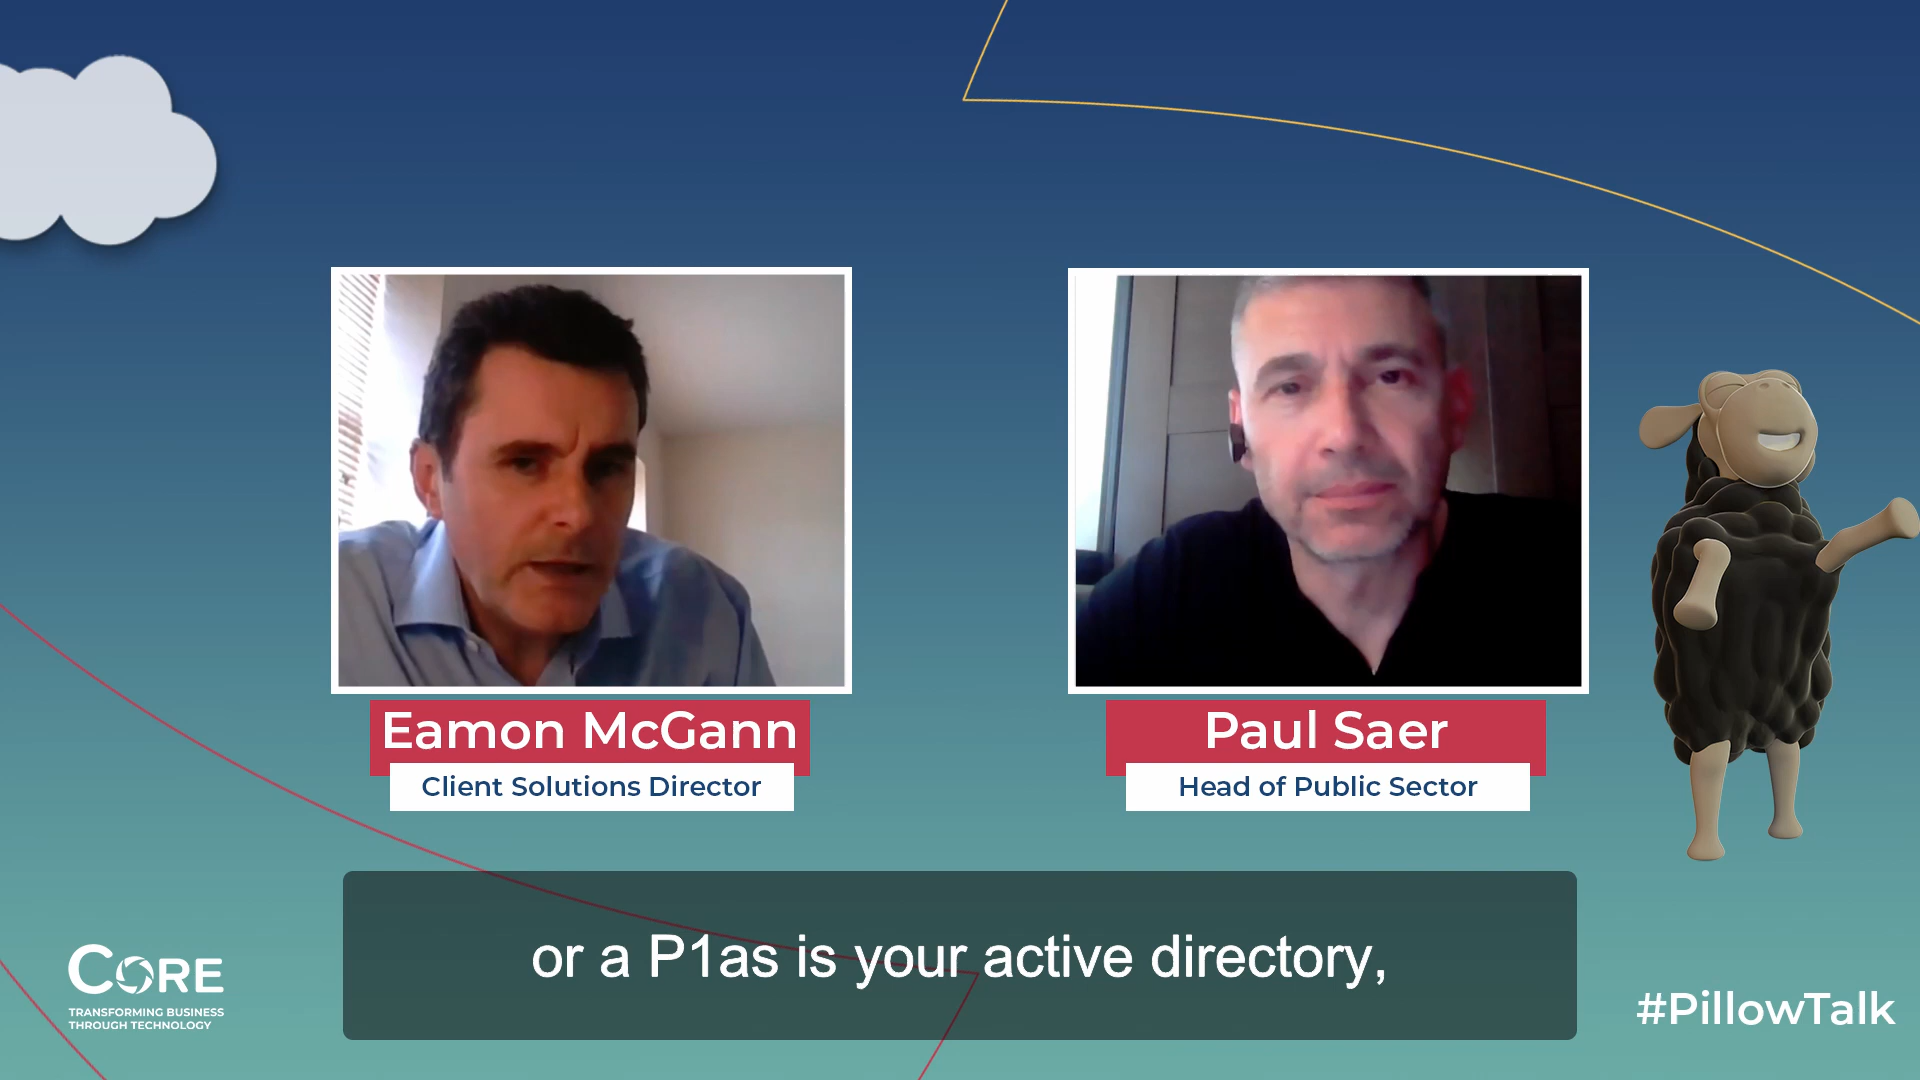 Eamon McGann
Client Solutions Director
Paul Saer
Head of Public Sector
or a P1as is your active directory,
CORE
TRANSFORMING BUSINESS
THROUGH TECHNOLOGY
#PillowTalk